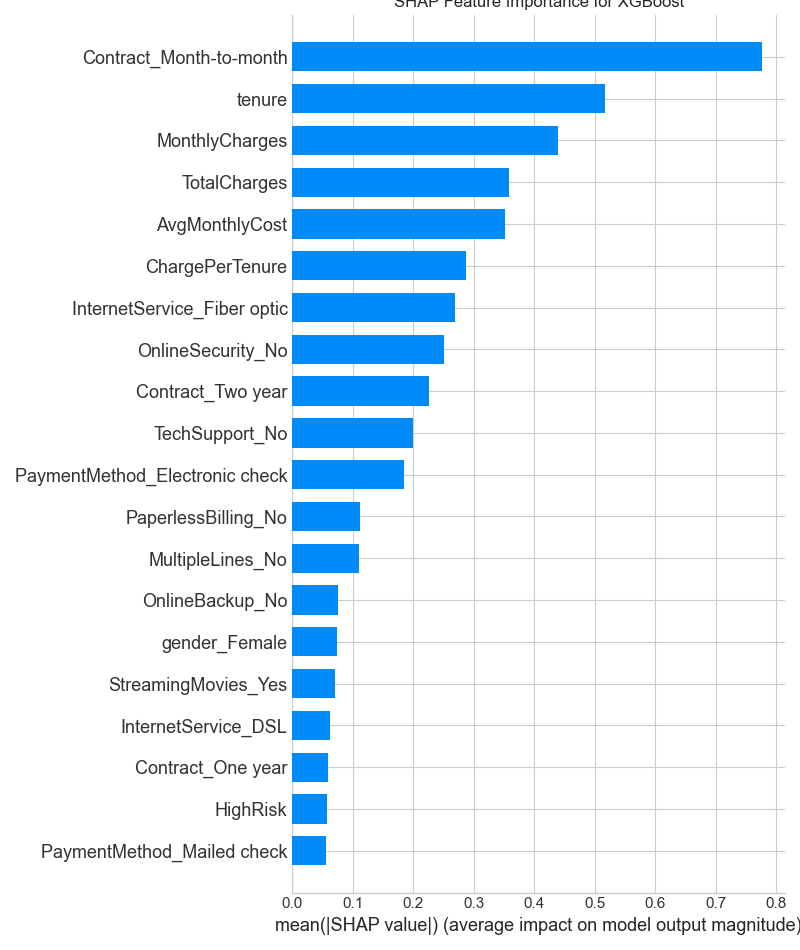 SHAP Feature Importance for XGBoost
Contract_Month-to-month
tenure
MonthlyCharges
TotalCharges
AvgMonthlyCost
ChargePerTenure
InternetService_Fiber optic
OnlineSecurity_No
Contract_Two year
TechSupport_No
PaymentMethod_Electronic check
PaperlessBilling_No
MultipleLines_No
OnlineBackup_No
gender_Female
StreamingMovies_Yes
InternetService_DSL
Contract_One year
HighRisk
PaymentMethod_Mailed check
0.0 0.1 0.2 0.3 0.4 0.5 0.6 0.7 0.8
mean(|SHAP value|) (average impact on model output magnitude)